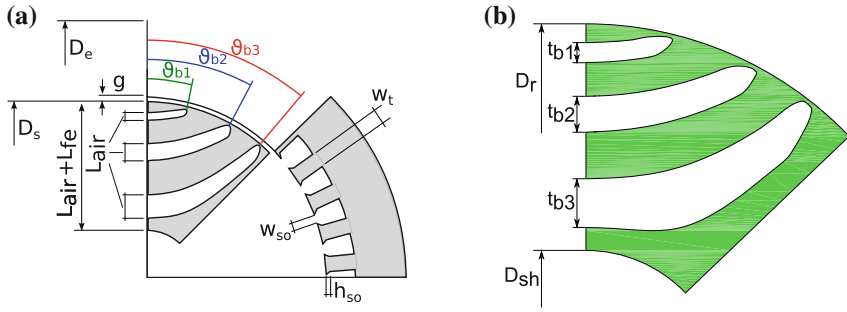 (a)
D_e
ϑ_b3
ϑ_b2
ϑ_b1
g
D_s
w_t
L_air
L_air + L_fe
w_so
h_so
(b)
t_b1
D_r
t_b2
t_b3
D_sh